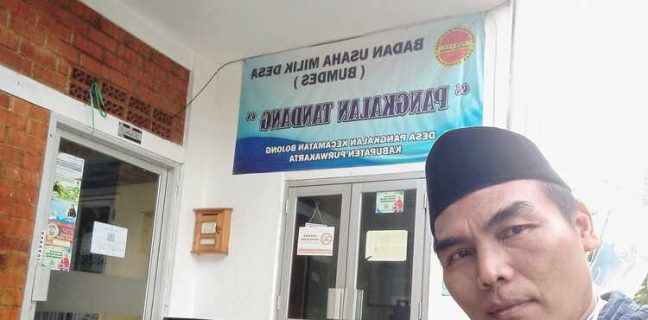 BADAN USAHA MILIK DESA
( BUMDES )
“ PANGKALAN TANDANG “
DESA PANGKALAN KECAMATAN BOJONG
KABUPATEN PURWAKARTA